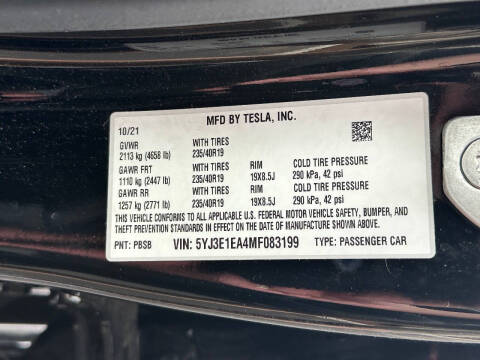 MFD BY TESLA, INC.
10/21
GVWR WITH TIRES
2113 kg (4658 lb) 235/40R19
GAWR FRT WITH TIRES RIM COLD TIRE PRESSURE
1110 kg (2447 lb) 235/40R19 19X8.5J 290 kPa, 42 psi
GAWR RR WITH TIRES RIM COLD TIRE PRESSURE
1257 kg (2771 lb) 235/40R19 19X8.5J 290 kPa, 42 psi
THIS VEHICLE CONFORMS TO ALL APPLICABLE U.S. FEDERAL MOTOR VEHICLE SAFETY, BUMPER, AND
THEFT PREVENTION STANDARDS IN EFFECT ON THE DATE OF MANUFACTURE SHOWN ABOVE.
PNT: PBSB VIN: 5YJ3E1EA4MF083199 TYPE: PASSENGER CAR